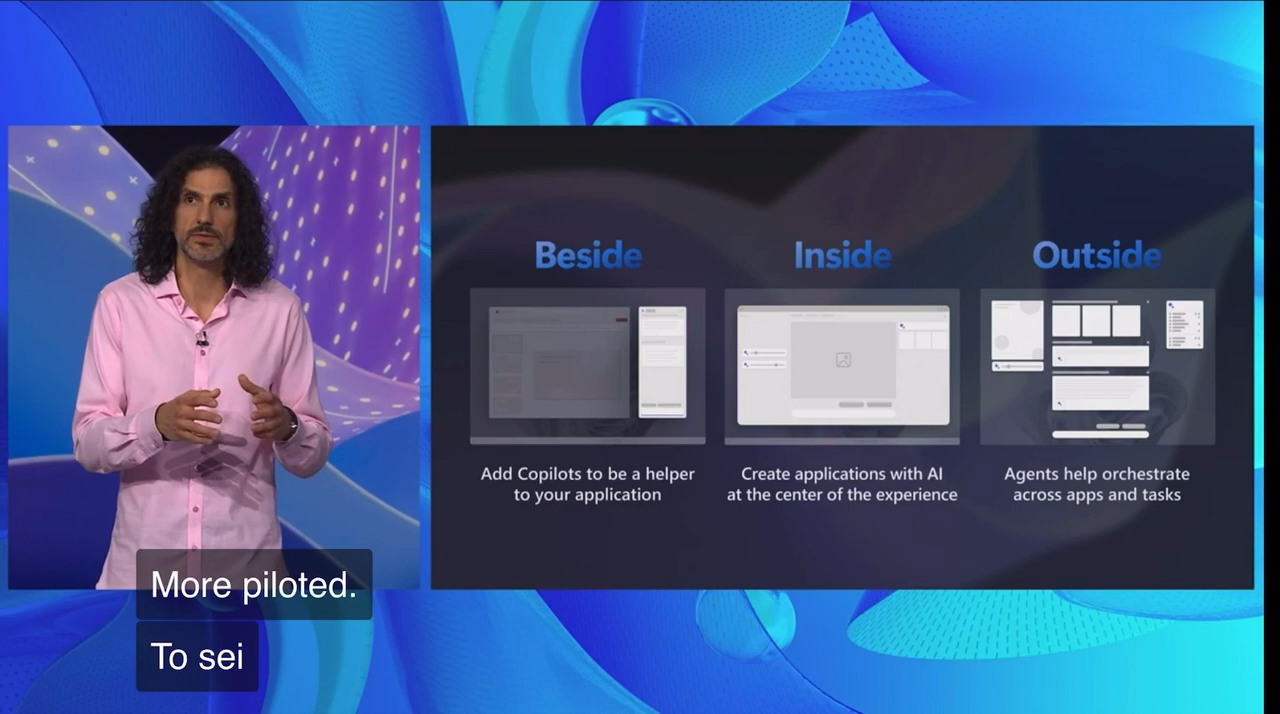 Beside
Inside
Outside
Add Copilots to be a helper
to your application
Create applications with AI
at the center of the experience
Agents help orchestrate
across apps and tasks
More piloted.
To sei